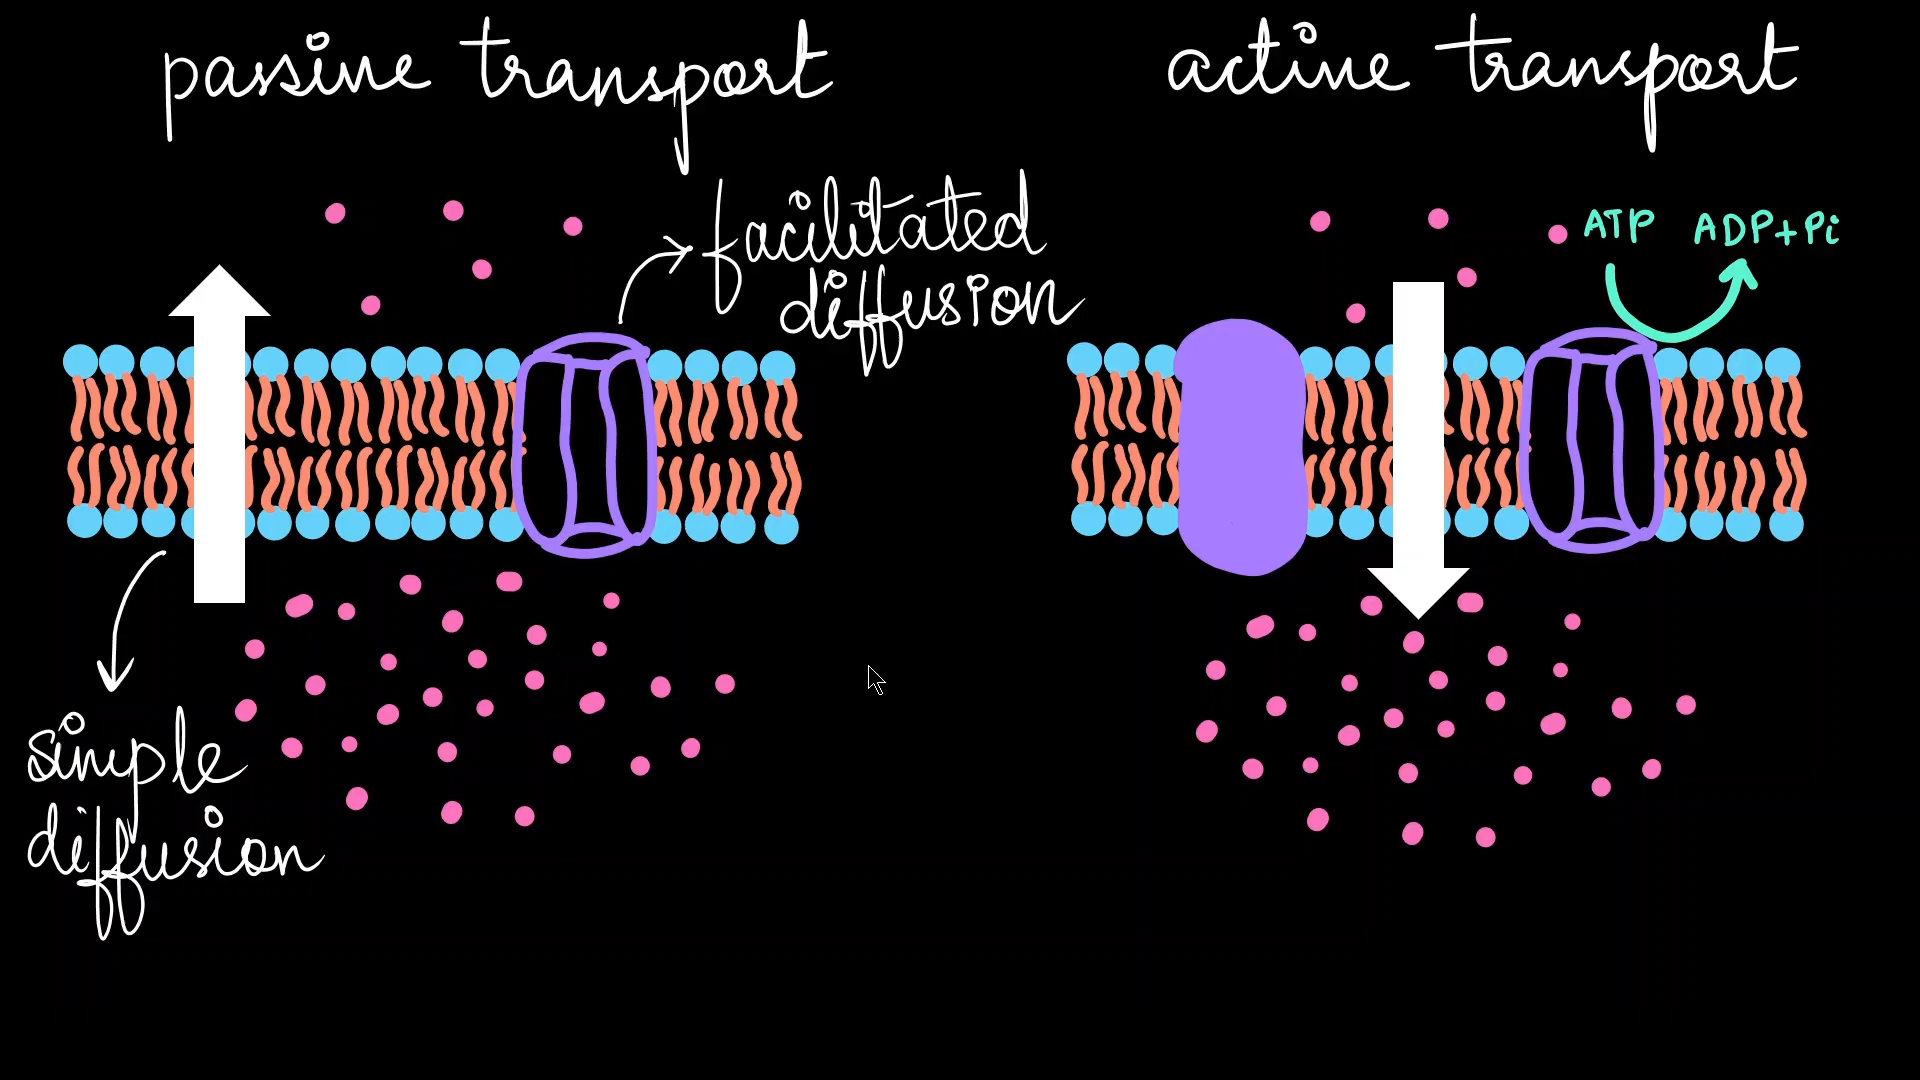 passive transport
active transport
facilitated
diffusion
ATP ADP+Pi
simple
diffusion